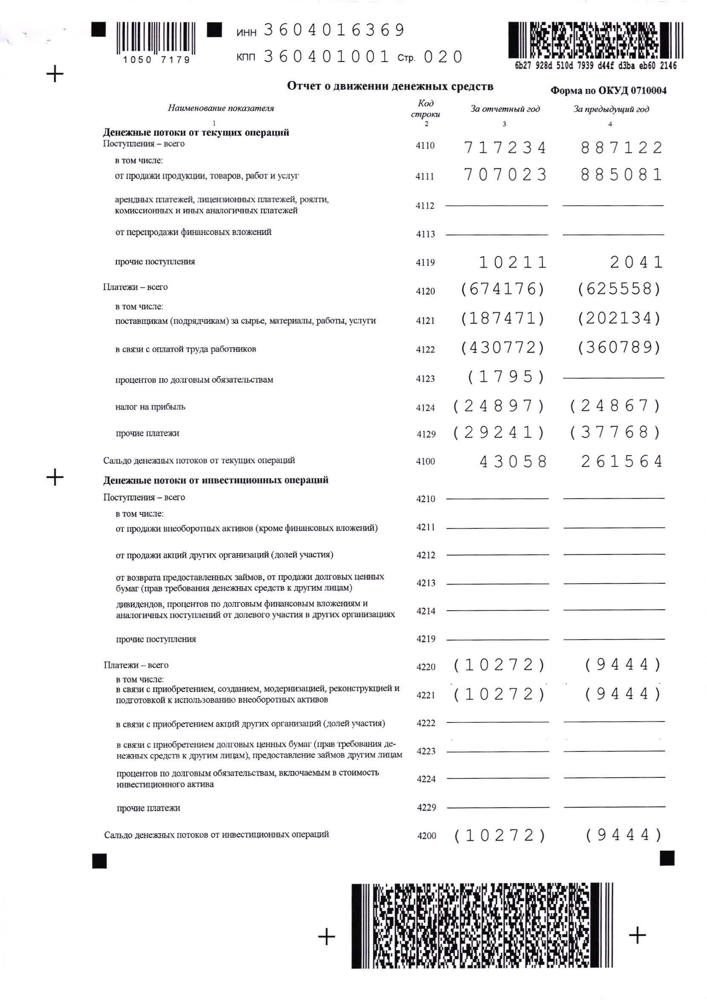 ИНН 3604016369
1050 7179
КПП 360401001 Стр. 020
6b27 928d 510d 7939 d44f d3ba eb60 2146
Отчет о движении денежных средств
Форма по ОКУД 0710004
Наименование показателя Код строки За отчетный год За предыдущий год
1 2 3 4
Денежные потоки от текущих операций
Поступления – всего 4110 717234 887122
в том числе:
от продажи продукции, товаров, работ и услуг 4111 707023 885081
арендных платежей, лицензионных платежей, роялти,
комиссионных и иных аналогичных платежей 4112
от перепродажи финансовых вложений 4113
прочие поступления 4119 10211 2041
Платежи – всего 4120 (674176) (625558)
в том числе:
поставщикам (подрядчикам) за сырье, материалы, работы, услуги 4121 (187471) (202134)
в связи с оплатой труда работников 4122 (430772) (360789)
процентов по долговым обязательствам 4123 (1795)
налог на прибыль 4124 (24897) (24867)
прочие платежи 4129 (29241) (37768)
Сальдо денежных потоков от текущих операций 4100 43058 261564
Денежные потоки от инвестиционных операций
Поступления – всего 4210
в том числе:
от продажи внеоборотных активов (кроме финансовых вложений) 4211
от продажи акций других организаций (долей участия) 4212
от возврата предоставленных займов, от продажи долговых ценных
бумаг (прав требования денежных средств к другим лицам) 4213
дивидендов, процентов по долговым финансовым вложениям и
аналогичных поступлений от долевого участия в других организациях 4214
прочие поступления 4219
Платежи – всего 4220 (10272) (9444)
в том числе:
в связи с приобретением, созданием, модернизацией, реконструкцией и
подготовкой к использованию внеоборотных активов 4221 (10272) (9444)
в связи с приобретением акций других организаций (долей участия) 4222
в связи с приобретением долговых ценных бумаг (прав требования де-
нежных средств к другим лицам), предоставление займов другим лицам 4223
процентов по долговым обязательствам, включаемым в стоимость
инвестиционного актива 4224
прочие платежи 4229
Сальдо денежных потоков от инвестиционных операций 4200 (10272) (9444)